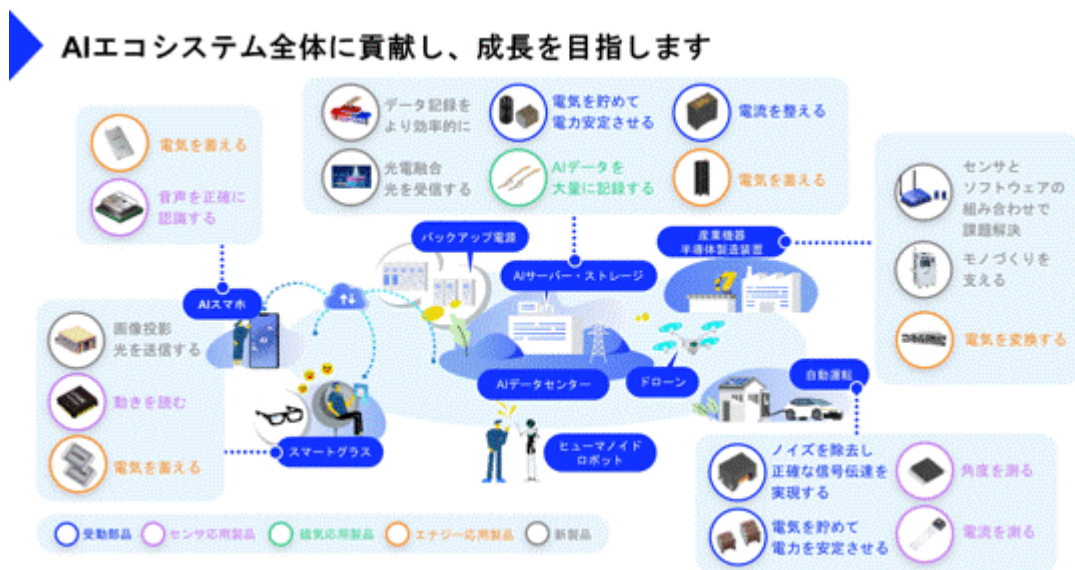 AIエコシステム全体に貢献し、成長を目指します
電気を蓄える
音声を正確に
認識する
データ記録を
より効率的に
電気を貯めて
電力安定させる
電流を整える
光電融合
光を受信する
AIデータを
大量に記録する
電気を蓄える
センサと
ソフトウェアの
組み合わせで
課題解決
モノづくりを
支える
電気を変換する
バックアップ電源
産業機器
半導体製造装置
AIサーバー・ストレージ
AIスマホ
画像投影
光を送信する
動きを読む
電気を蓄える
AIデータセンター
ドローン
自動運転
スマートグラス
ヒューマノイド
ロボット
ノイズを除去し
正確な信号伝達を
実現する
角度を測る
電気を貯めて
電力を安定させる
電流を測る
受動部品
センサ応用製品
磁気応用製品
エナジー応用製品
新製品